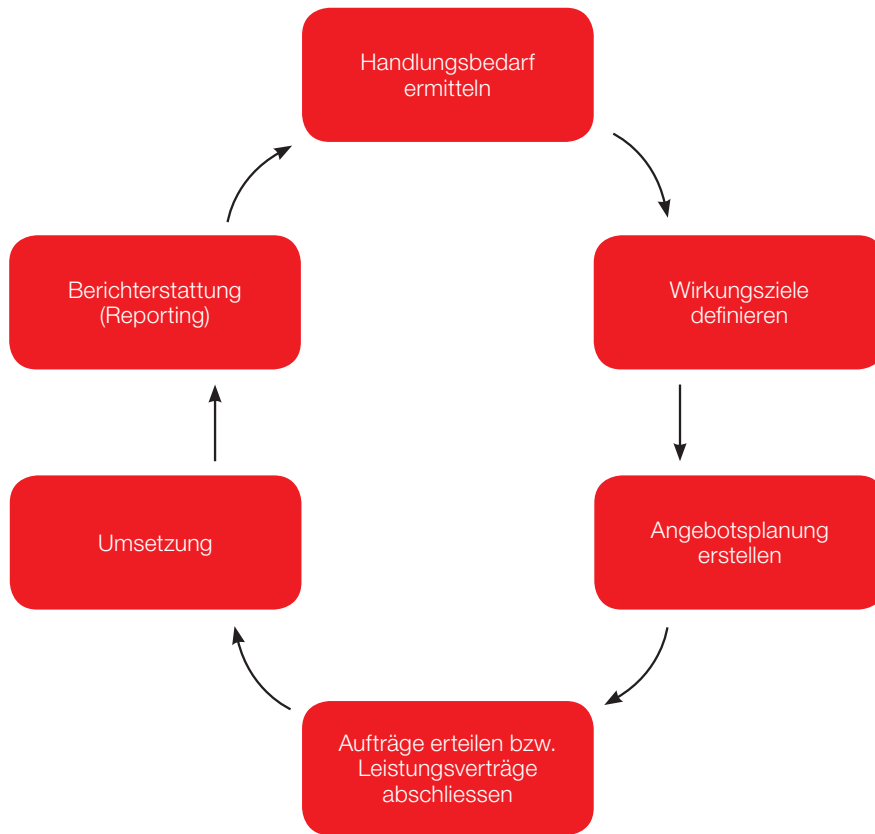 Handlungsbedarf
ermitteln
Wirkungsziele
definieren
Angebotsplanung
erstellen
Aufträge erteilen bzw.
Leistungsverträge
abschliessen
Umsetzung
Berichterstattung
(Reporting)